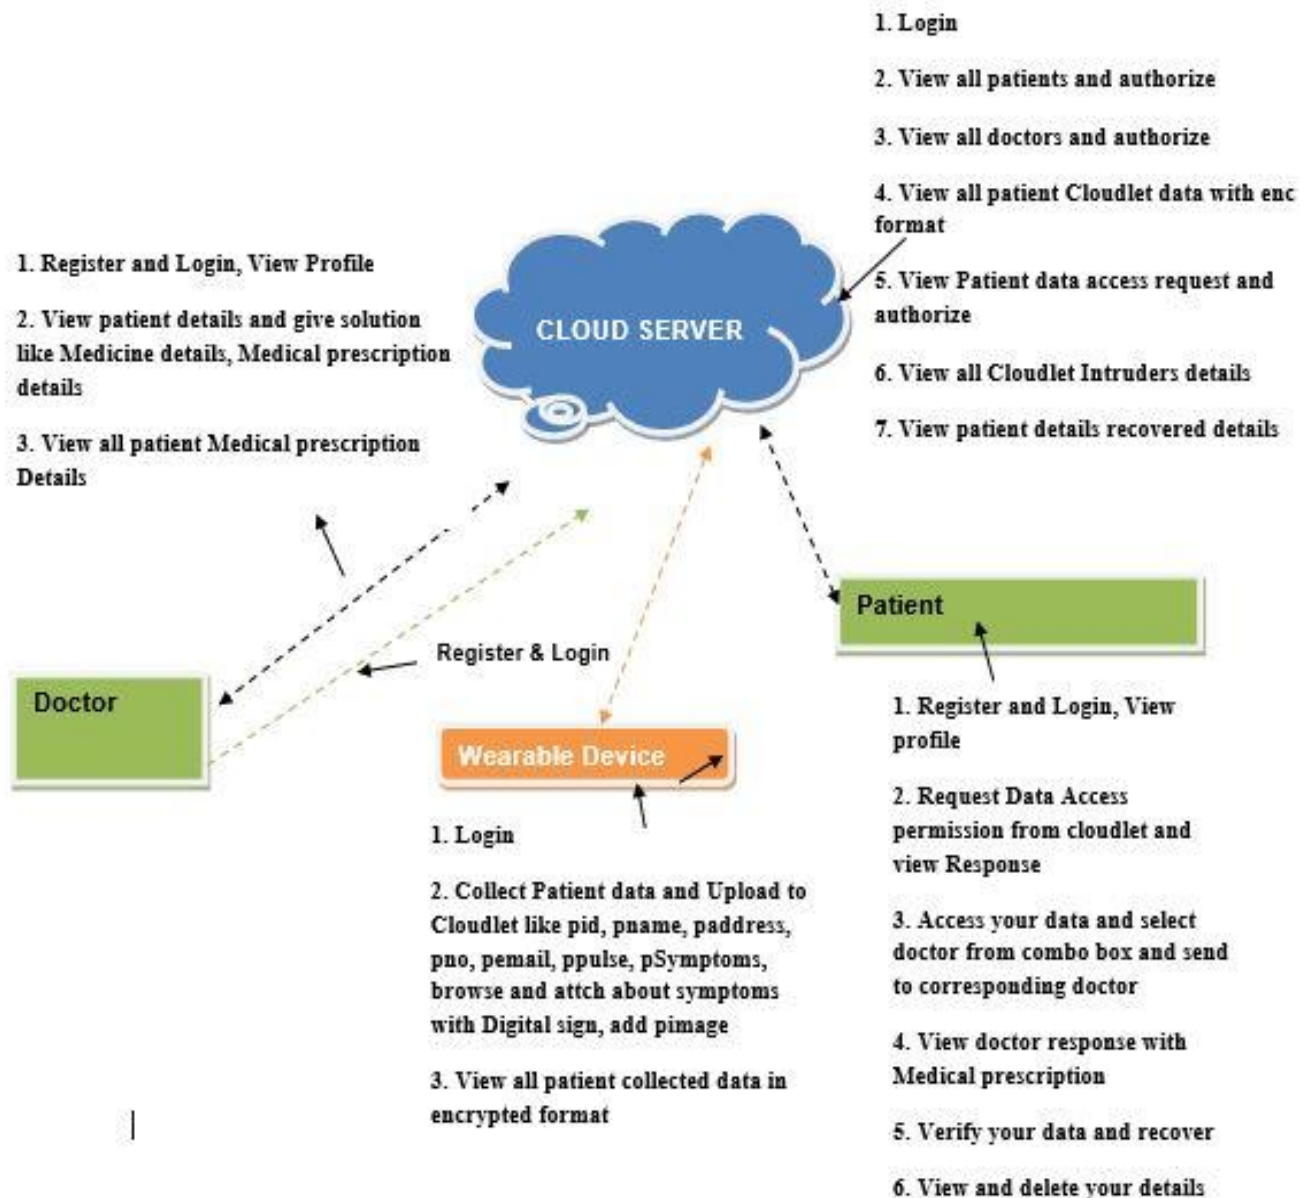 1. Login
2. View all patients and authorize
3. View all doctors and authorize
4. View all patient Cloudlet data with enc
format
5. View Patient data access request and
authorize
6. View all Cloudlet Intruders details
7. View patient details recovered details
1. Register and Login, View Profile
2. View patient details and give solution
like Medicine details, Medical prescription
details
3. View all patient Medical prescription
Details
CLOUD SERVER
Register & Login
Doctor
Wearable Device
1. Login
2. Collect Patient data and Upload to
Cloudlet like pid, pname, paddress,
pno, pemail, ppulse, pSymptoms,
browse and attch about symptoms
with Digital sign, add pimage
3. View all patient collected data in
encrypted format
Patient
1. Register and Login, View
profile
2. Request Data Access
permission from cloudlet and
view Response
3. Access your data and select
doctor from combo box and send
to corresponding doctor
4. View doctor response with
Medical prescription
5. Verify your data and recover
6. View and delete your details